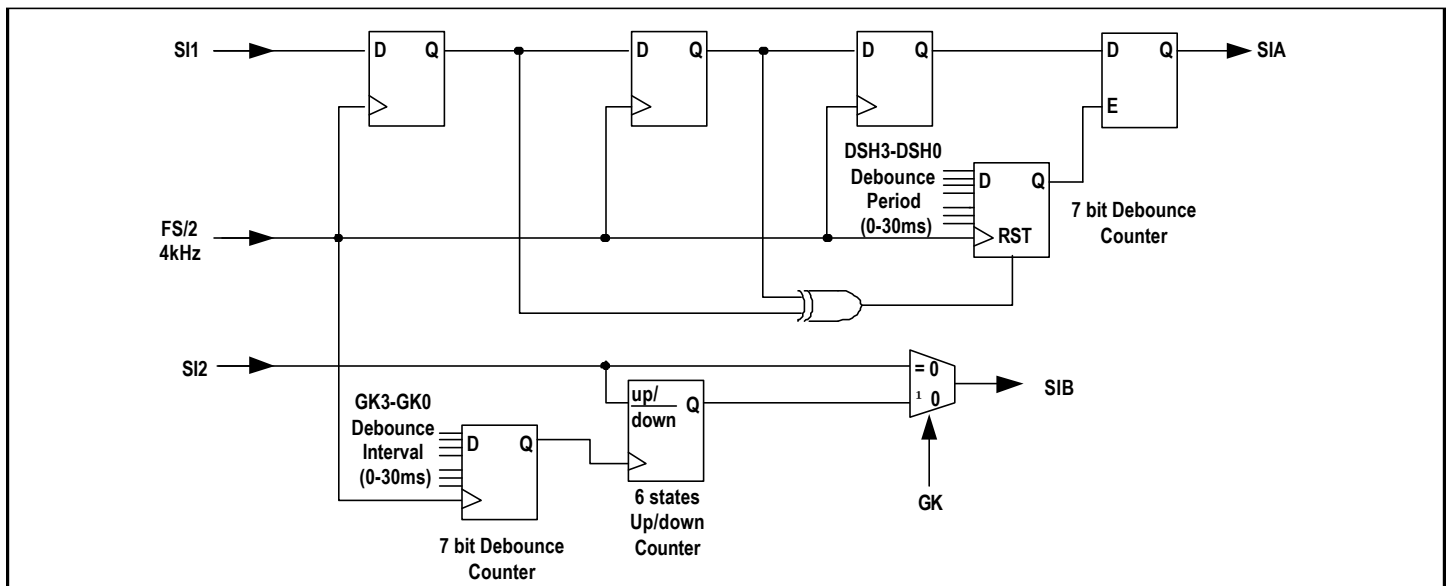 SI1
D Q
D Q
D Q
D Q
SIA
E
DSH3-DSH0
Debounce
Period
(0-30ms)
D Q
RST
7 bit Debounce
Counter
FS/2
4kHz
SI2
= 0
¹ 0
SIB
GK
up/
down
Q
6 states
Up/down
Counter
GK3-GK0
Debounce
Interval
(0-30ms)
D Q
7 bit Debounce
Counter